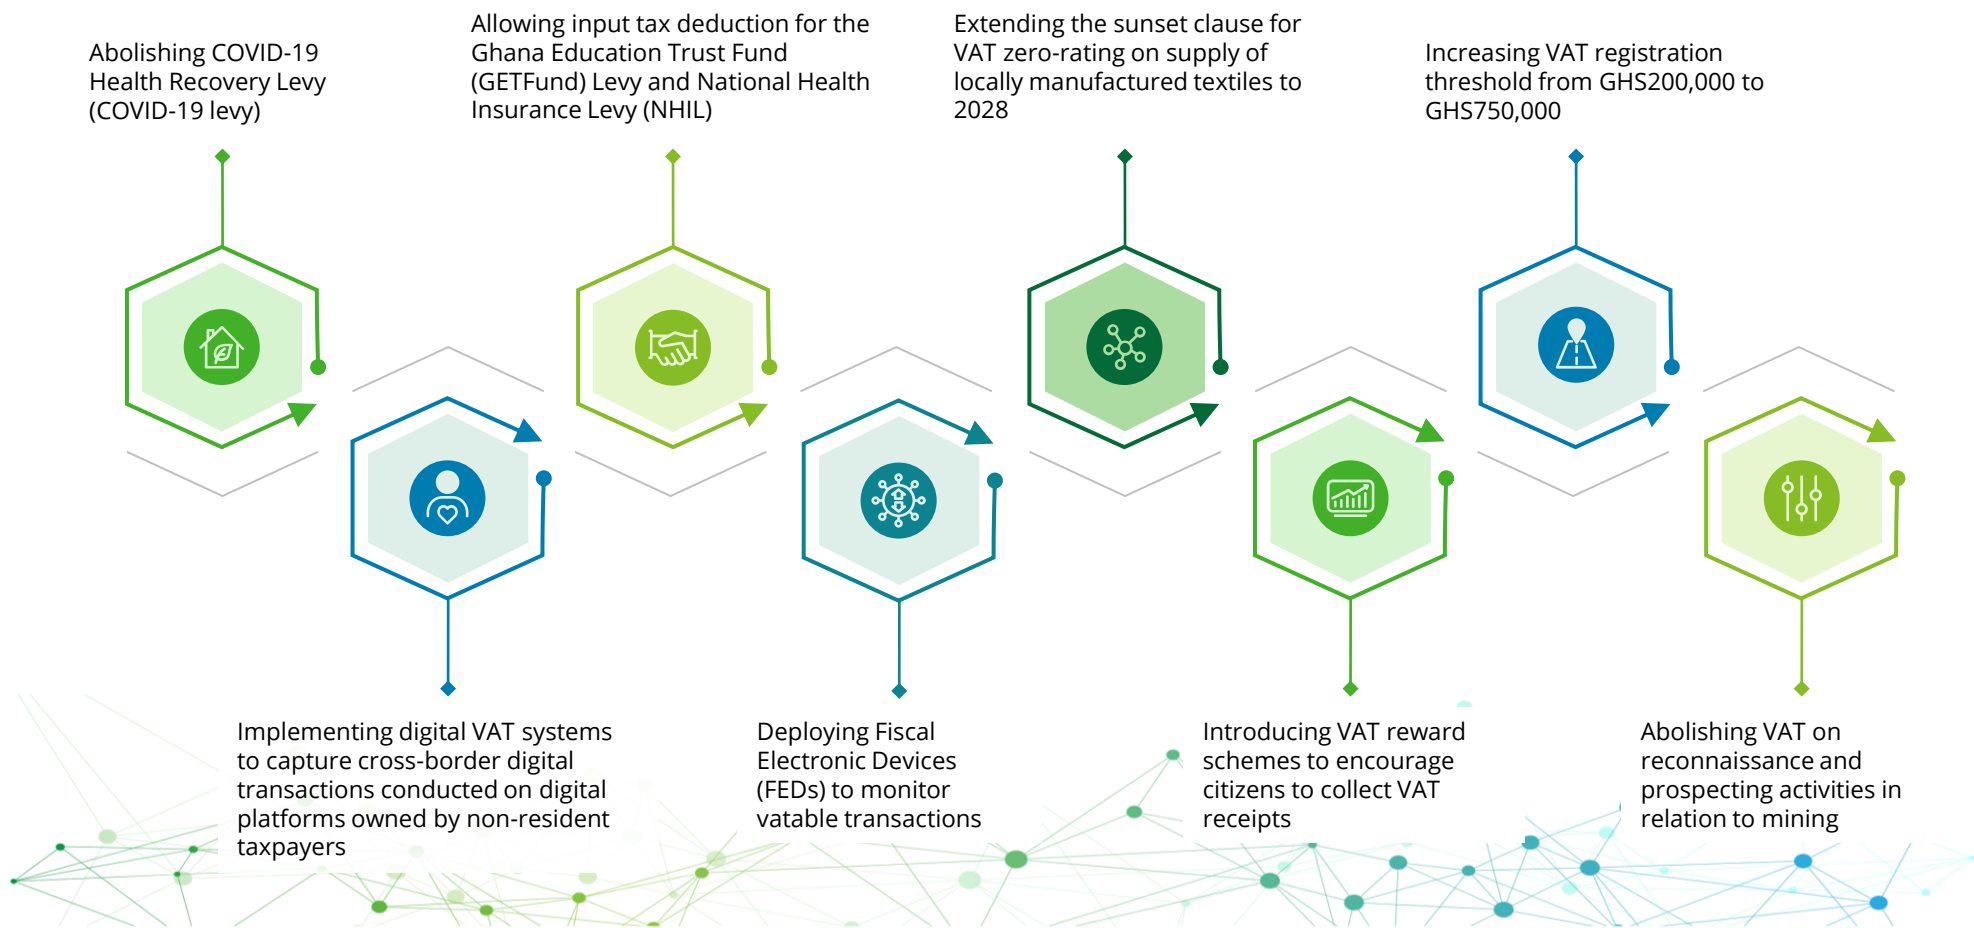 Abolishing COVID-19
Health Recovery Levy
(COVID-19 levy)
Allowing input tax deduction for the
Ghana Education Trust Fund
(GETFund) Levy and National Health
Insurance Levy (NHIL)
Extending the sunset clause for
VAT zero-rating on supply of
locally manufactured textiles to
2028
Increasing VAT registration
threshold from GHS200,000 to
GHS750,000
Implementing digital VAT systems
to capture cross-border digital
transactions conducted on digital
platforms owned by non-resident
taxpayers
Deploying Fiscal
Electronic Devices
(FEDs) to monitor
vatable transactions
Introducing VAT reward
schemes to encourage
citizens to collect VAT
receipts
Abolishing VAT on
reconnaissance and
prospecting activities in
relation to mining